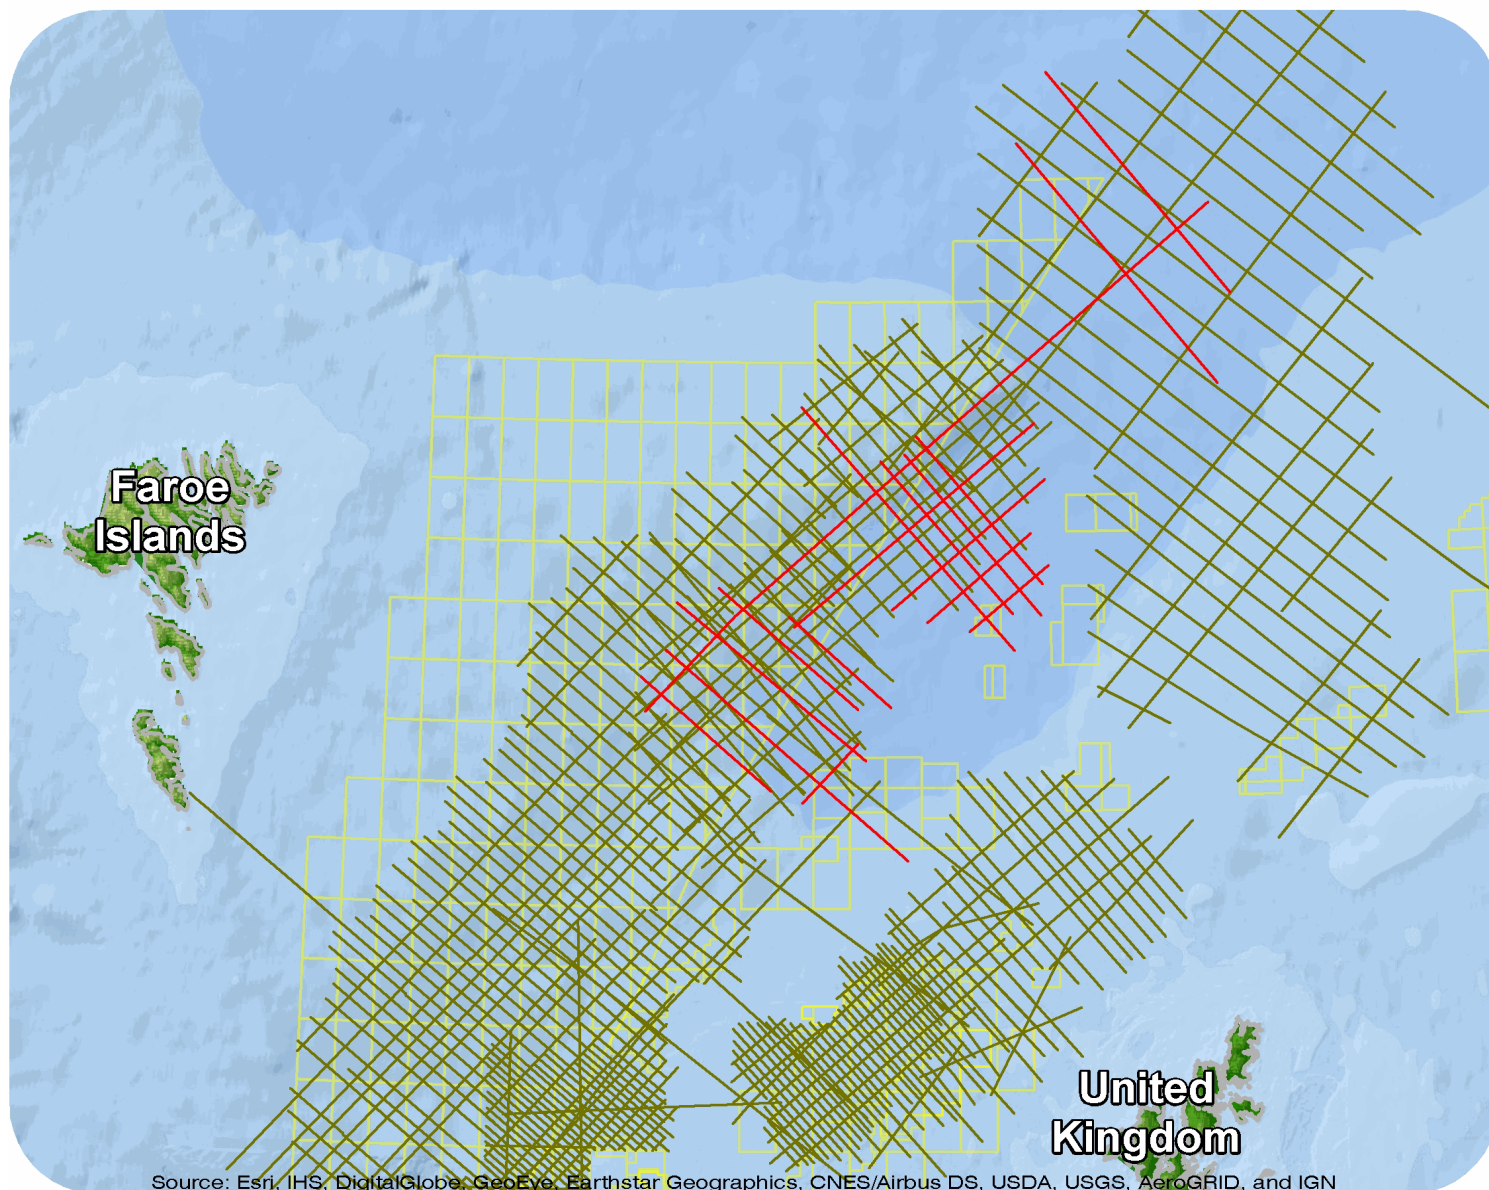 Faroe
Islands
United
Kingdom
Source: Esri, IHS, DigitalGlobe, GeoEye, Earthstar Geographics, CNES/Airbus DS, USDA, USGS, AeroGRID, and IGN